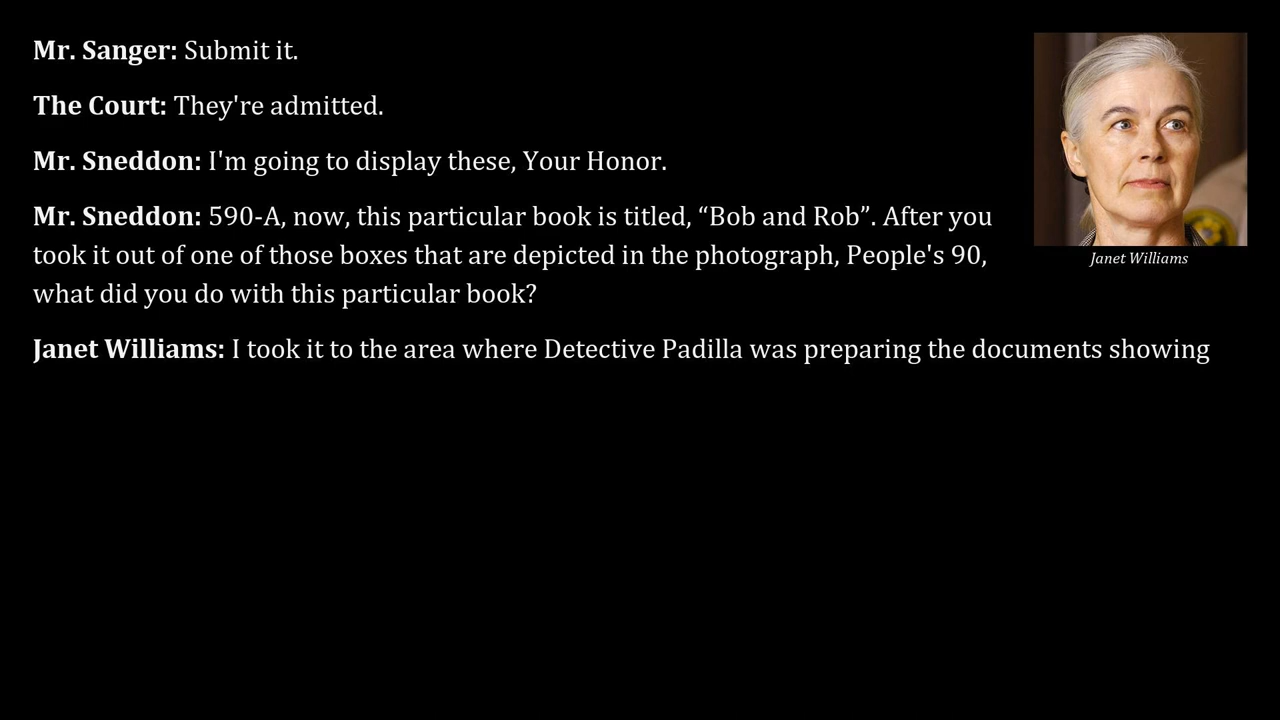 Mr. Sanger: Submit it.
The Court: They're admitted.
Mr. Sneddon: I'm going to display these, Your Honor.
Mr. Sneddon: 590-A, now, this particular book is titled, “Bob and Rob”. After you
took it out of one of those boxes that are depicted in the photograph, People's 90,
what did you do with this particular book?
Janet Williams
Janet Williams: I took it to the area where Detective Padilla was preparing the documents showing